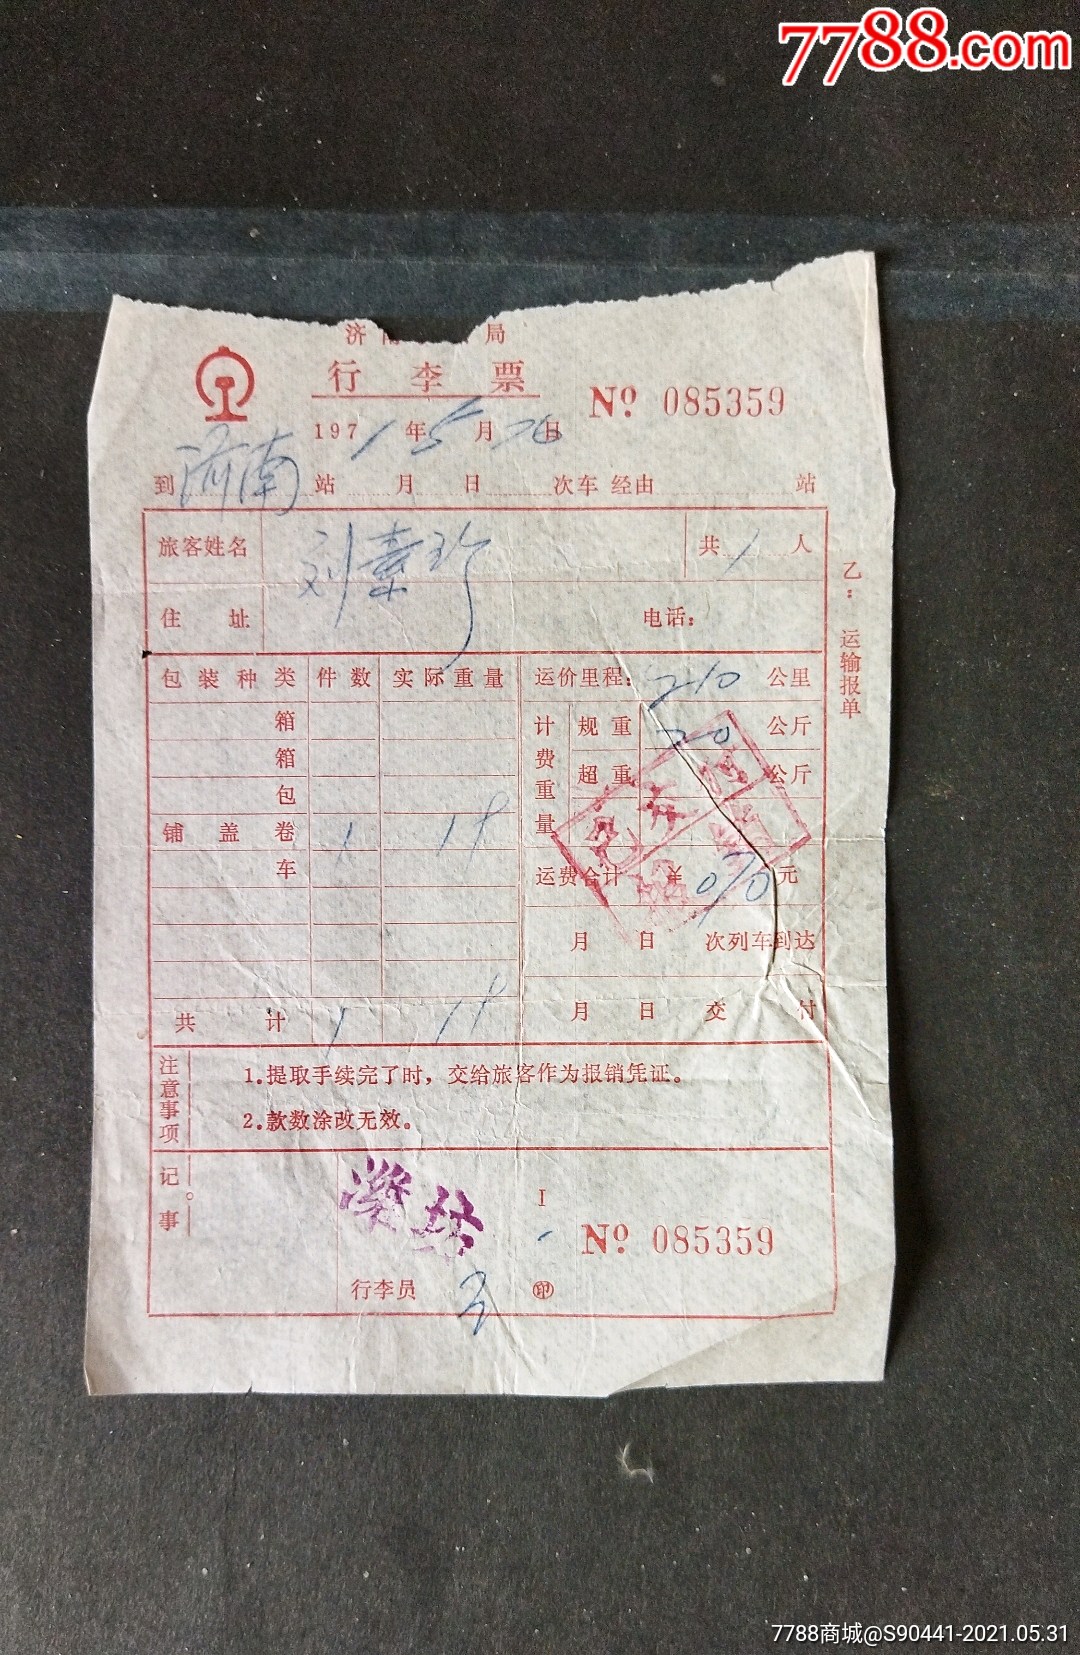 7788.com
济南 局
行李票
№ 085359
1971年5月26日
到济南站 月 日 次车 经由 站
旅客姓名 刘素珍 共1人
住址 电话:
乙:运输报单
包装种类 件数 实际重量 运价里程: 210 公里
箱 计费重量 规重 20 公斤
箱 超重 公斤
包
铺盖卷 1 19
车 运费合计 ¥ 0.70 元
月 日 次列车到达
共计 1 19 月 日 交付
注意事项
1.提取手续完了时,交给旅客作为报销凭证。
2.款数涂改无效。
记事
潍坊
I
№ 085359
行李员 ㊞
7788商城@S90441-2021.05.31